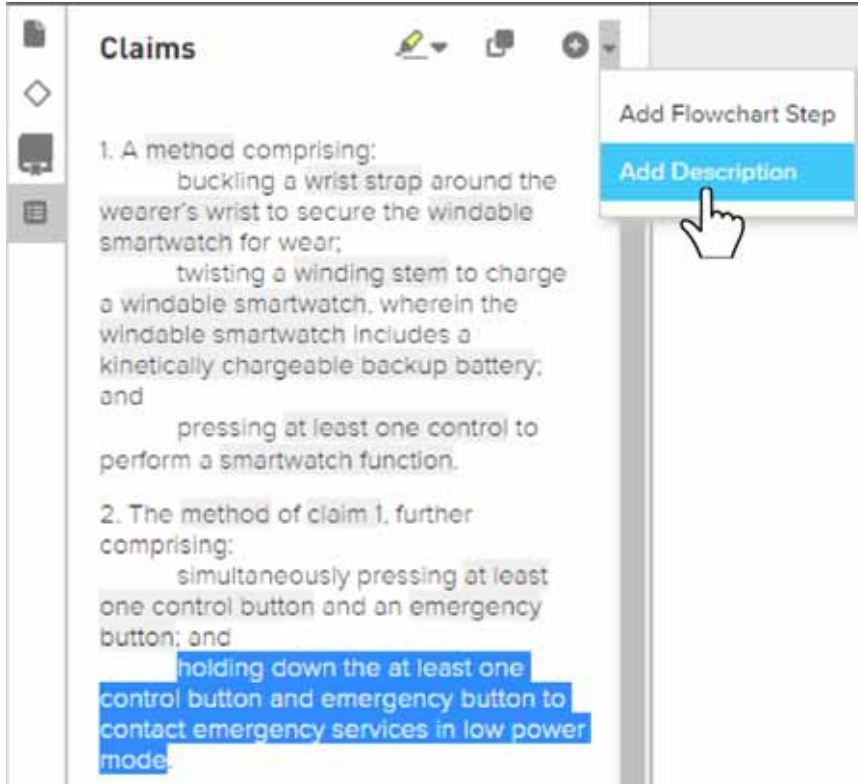 Claims
Add Flowchart Step
Add Description
1. A method comprising:
buckling a wrist strap around the
wearer's wrist to secure the windable
smartwatch for wear;
twisting a winding stem to charge
a windable smartwatch, wherein the
windable smartwatch includes a
kinetically chargeable backup battery;
and
pressing at least one control to
perform a smartwatch function.
2. The method of claim 1, further
comprising:
simultaneously pressing at least
one control button and an emergency
button; and
holding down the at least one
control button and emergency button to
contact emergency services in low power
mode.